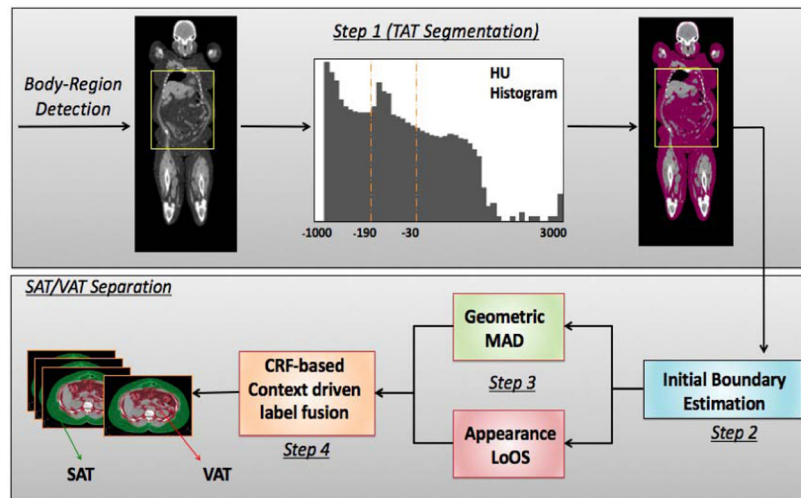 Step 1 (TAT Segmentation)
Body-Region
Detection
HU
Histogram
-1000
-190
-30
3000
SAT/VAT Separation
Geometric
MAD
CRF-based
Context driven
label fusion
Step 3
Initial Boundary
Estimation
Appearance
LoOS
Step 4
Step 2
SAT
VAT